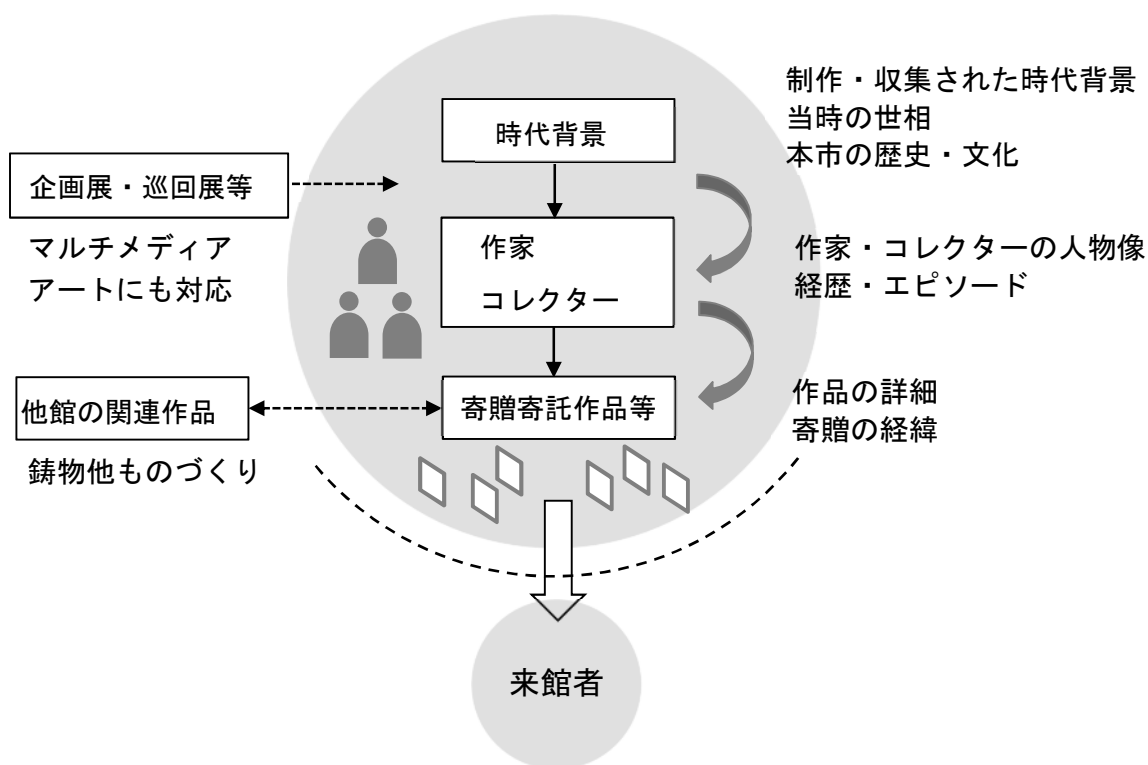 時代背景
制作・収集された時代背景
当時の世相
本市の歴史・文化
企画展・巡回展等
マルチメディア
アートにも対応
作家
コレクター
作家・コレクターの人物像
経歴・エピソード
他館の関連作品
鋳物他ものづくり
寄贈寄託作品等
作品の詳細
寄贈の経緯
来館者